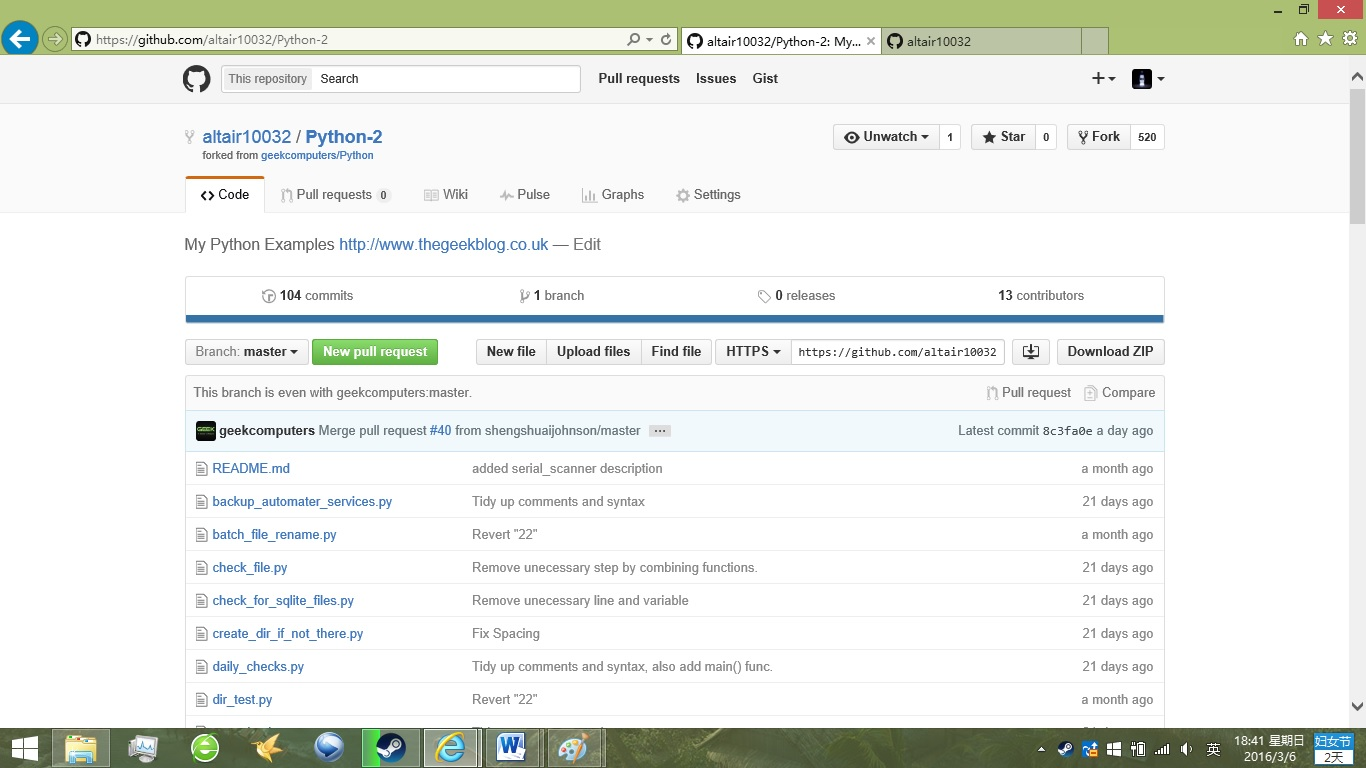 https://github.com/altair10032/Python-2
altair10032/Python-2: My...
altair10032
This repository Search
Pull requests Issues Gist
altair10032 / Python-2
forked from geekcomputers/Python
Unwatch 1 Star 0 Fork 520
Code Pull requests 0 Wiki Pulse Graphs Settings
My Python Examples http://www.thegeekblog.co.uk — Edit
104 commits 1 branch 0 releases 13 contributors
Branch: master New pull request New file Upload files Find file HTTPS https://github.com/altair10032 Download ZIP
This branch is even with geekcomputers:master. Pull request Compare
geekcomputers Merge pull request #40 from shengshuaijohnson/master ... Latest commit 8c3fa0e a day ago
README.md added serial_scanner description a month ago
backup_automater_services.py Tidy up comments and syntax 21 days ago
batch_file_rename.py Revert "22" a month ago
check_file.py Remove unecessary step by combining functions. 21 days ago
check_for_sqlite_files.py Remove unecessary line and variable 21 days ago
create_dir_if_not_there.py Fix Spacing 21 days ago
daily_checks.py Tidy up comments and syntax, also add main() func. 21 days ago
dir_test.py Revert "22" a month ago
英
18:41 星期日
2016/3/6
妇女节
2天